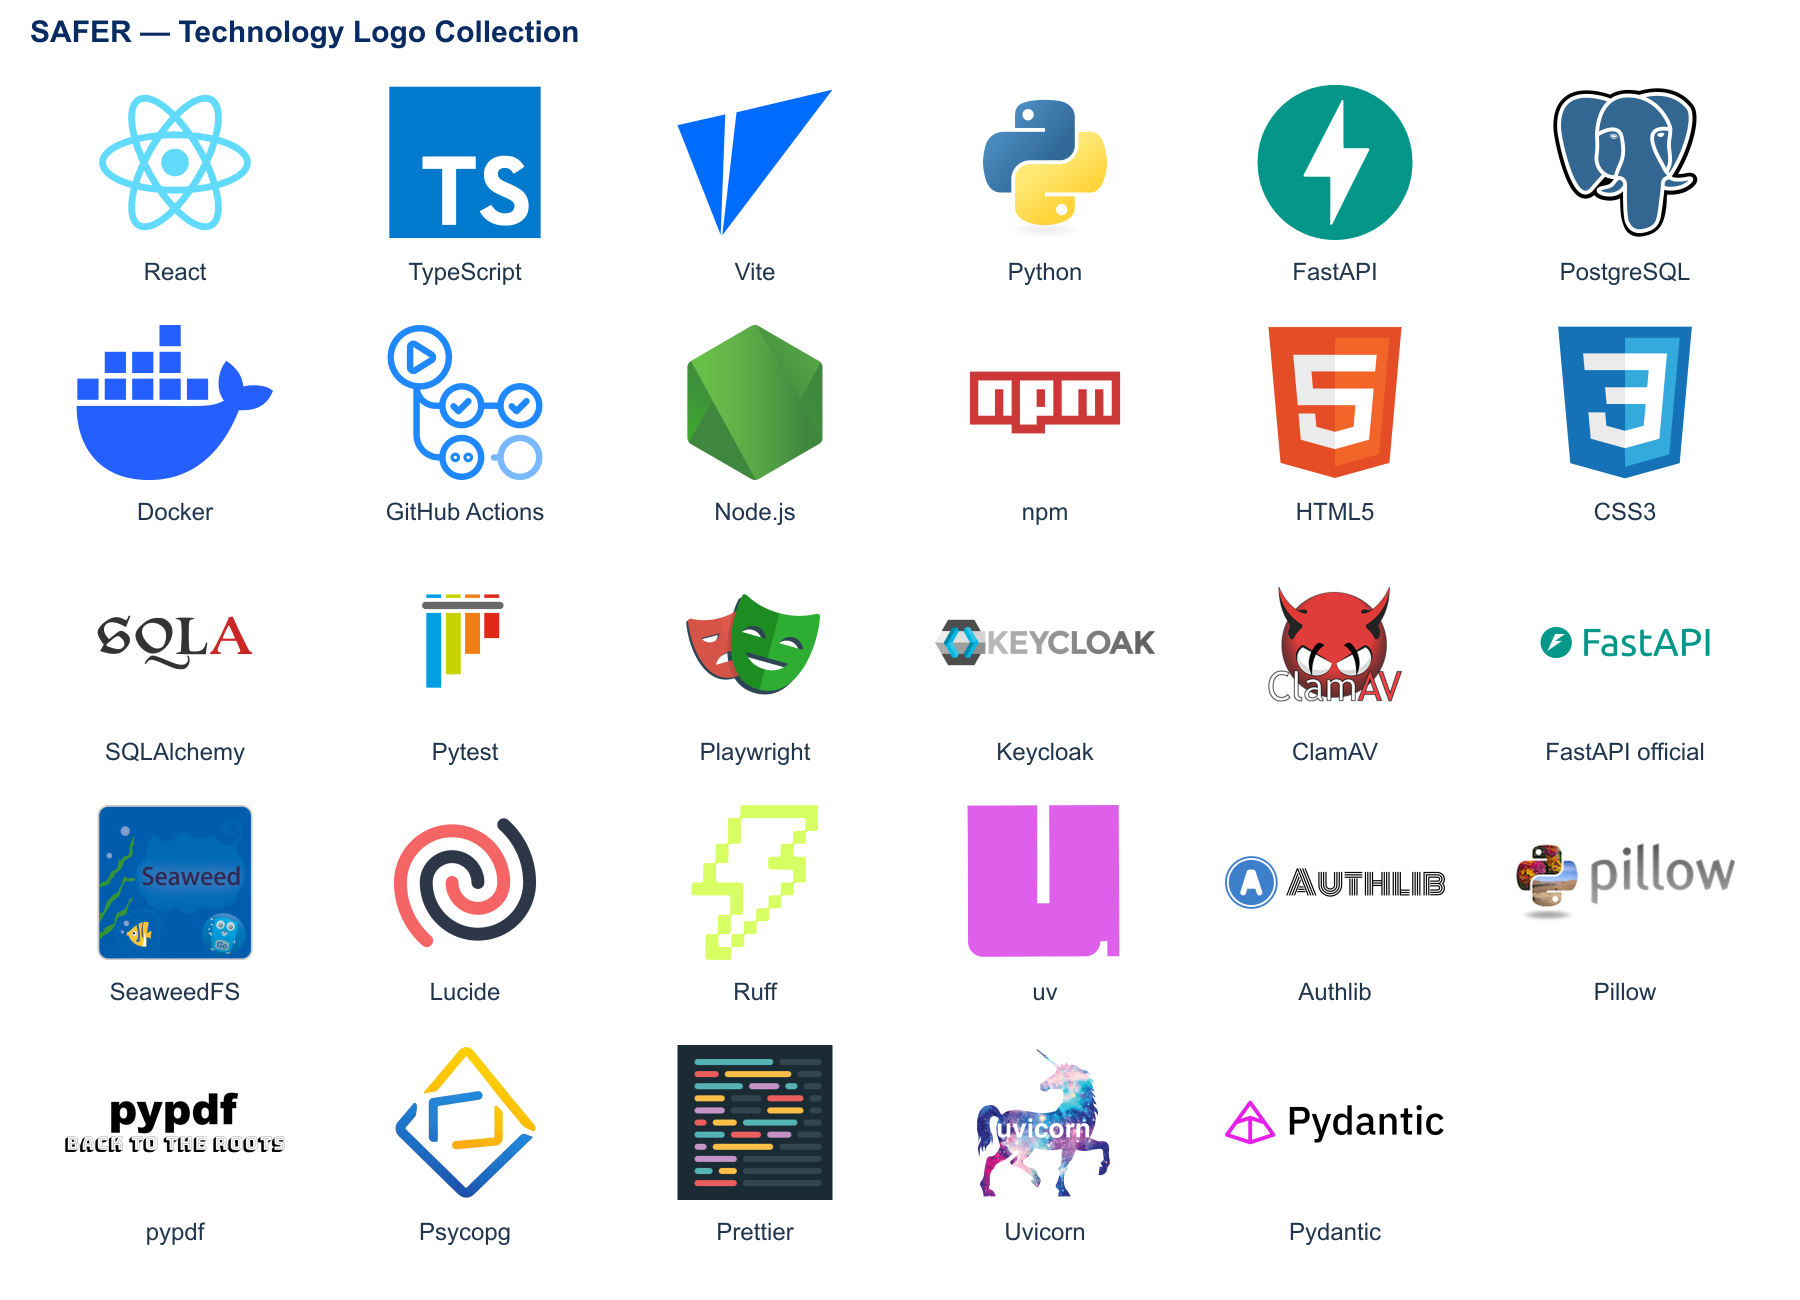 SAFER — Technology Logo Collection
TS
React TypeScript Vite Python FastAPI PostgreSQL
npm
Docker GitHub Actions Node.js npm HTML5 CSS3
SQLA KEYCLOAK ClamAV FastAPI
SQLAlchemy Pytest Playwright Keycloak ClamAV FastAPI official
Seaweed Go A AUTHLIB pillow
SeaweedFS Lucide Ruff uv Authlib Pillow
pypdf
BACK TO THE ROOTS
uvicorn Pydantic
pypdf Psycopg Prettier Uvicorn Pydantic